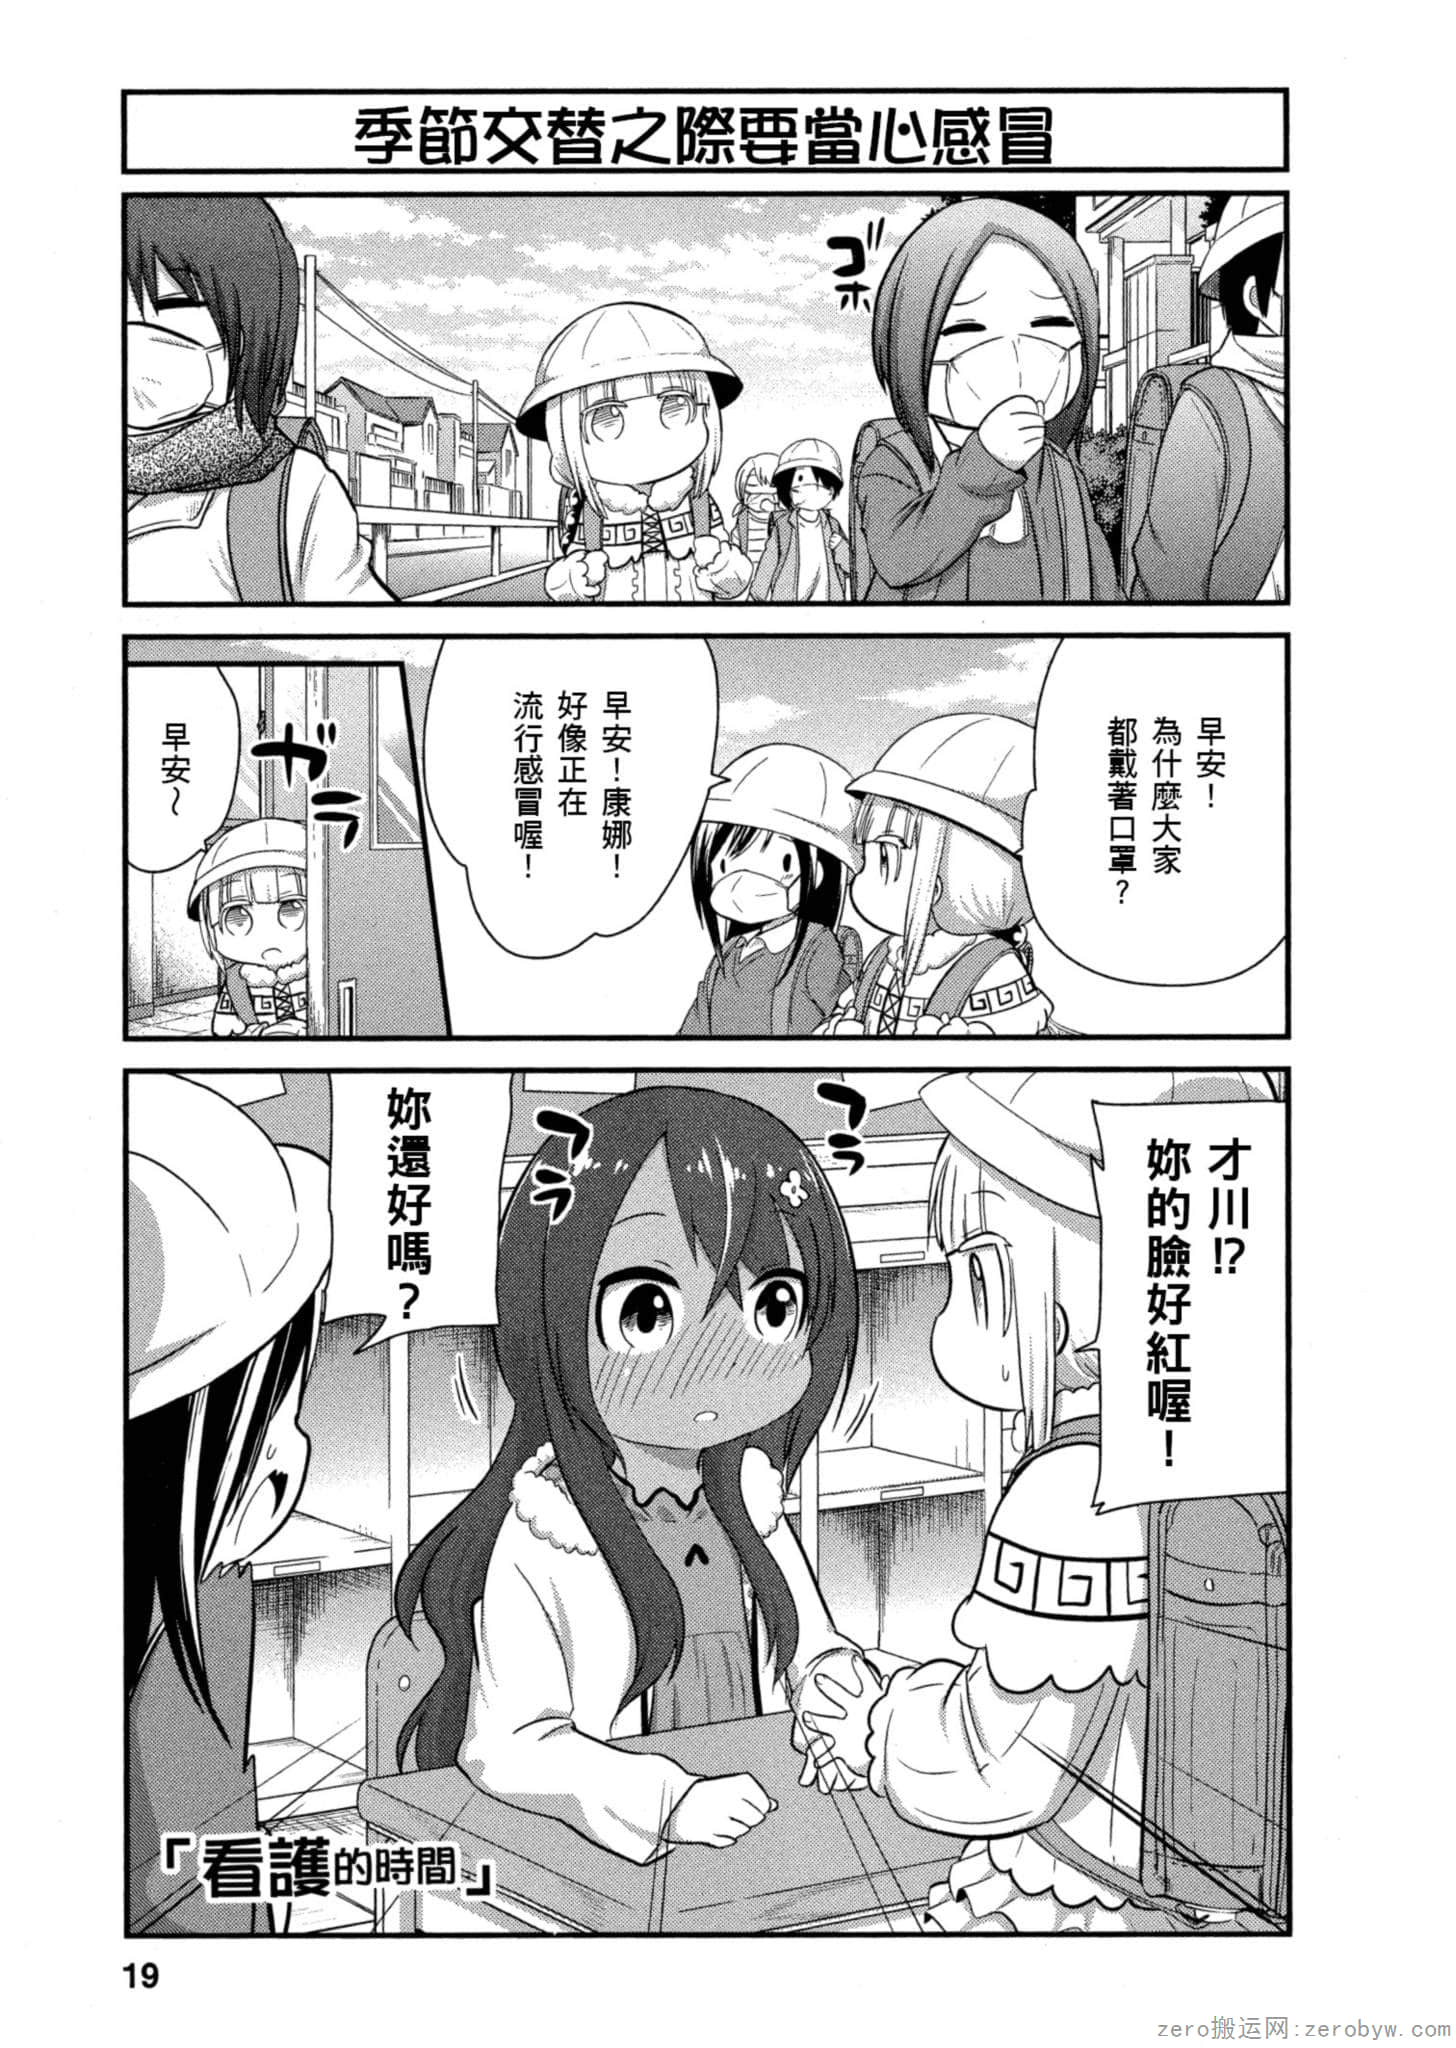 季節交替之際要當心感冒
ゴホ
早安！
為什麼大家
都戴著口罩？
早安！康娜！
好像正在
流行感冒喔！
ガラ
早安～
才川!?
妳的臉好紅喔！
フラ
フラ
妳還好嗎？
「看護的時間」
19
zero搬运网:zerobyw.com